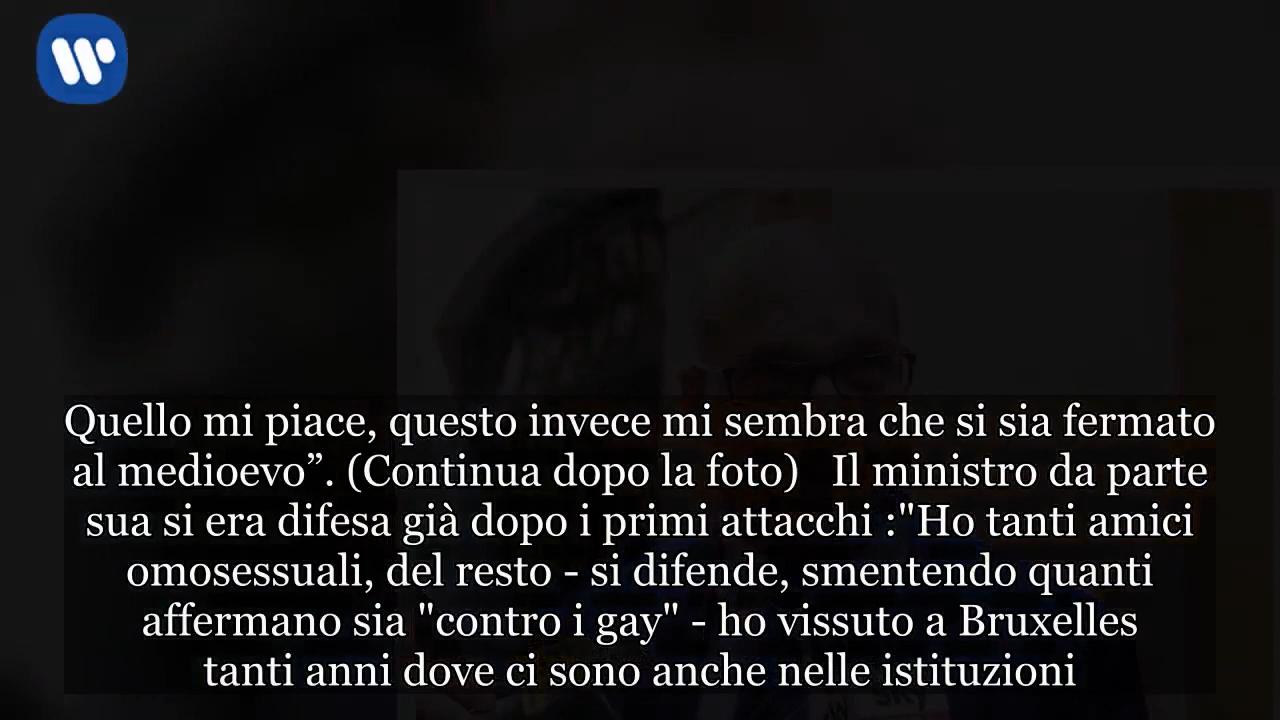 Quello mi piace, questo invece mi sembra che si sia fermato
al medioevo”. (Continua dopo la foto)   Il ministro da parte
sua si era difesa già dopo i primi attacchi :"Ho tanti amici
omosessuali, del resto - si difende, smentendo quanti
affermano sia "contro i gay" - ho vissuto a Bruxelles
tanti anni dove ci sono anche nelle istituzioni